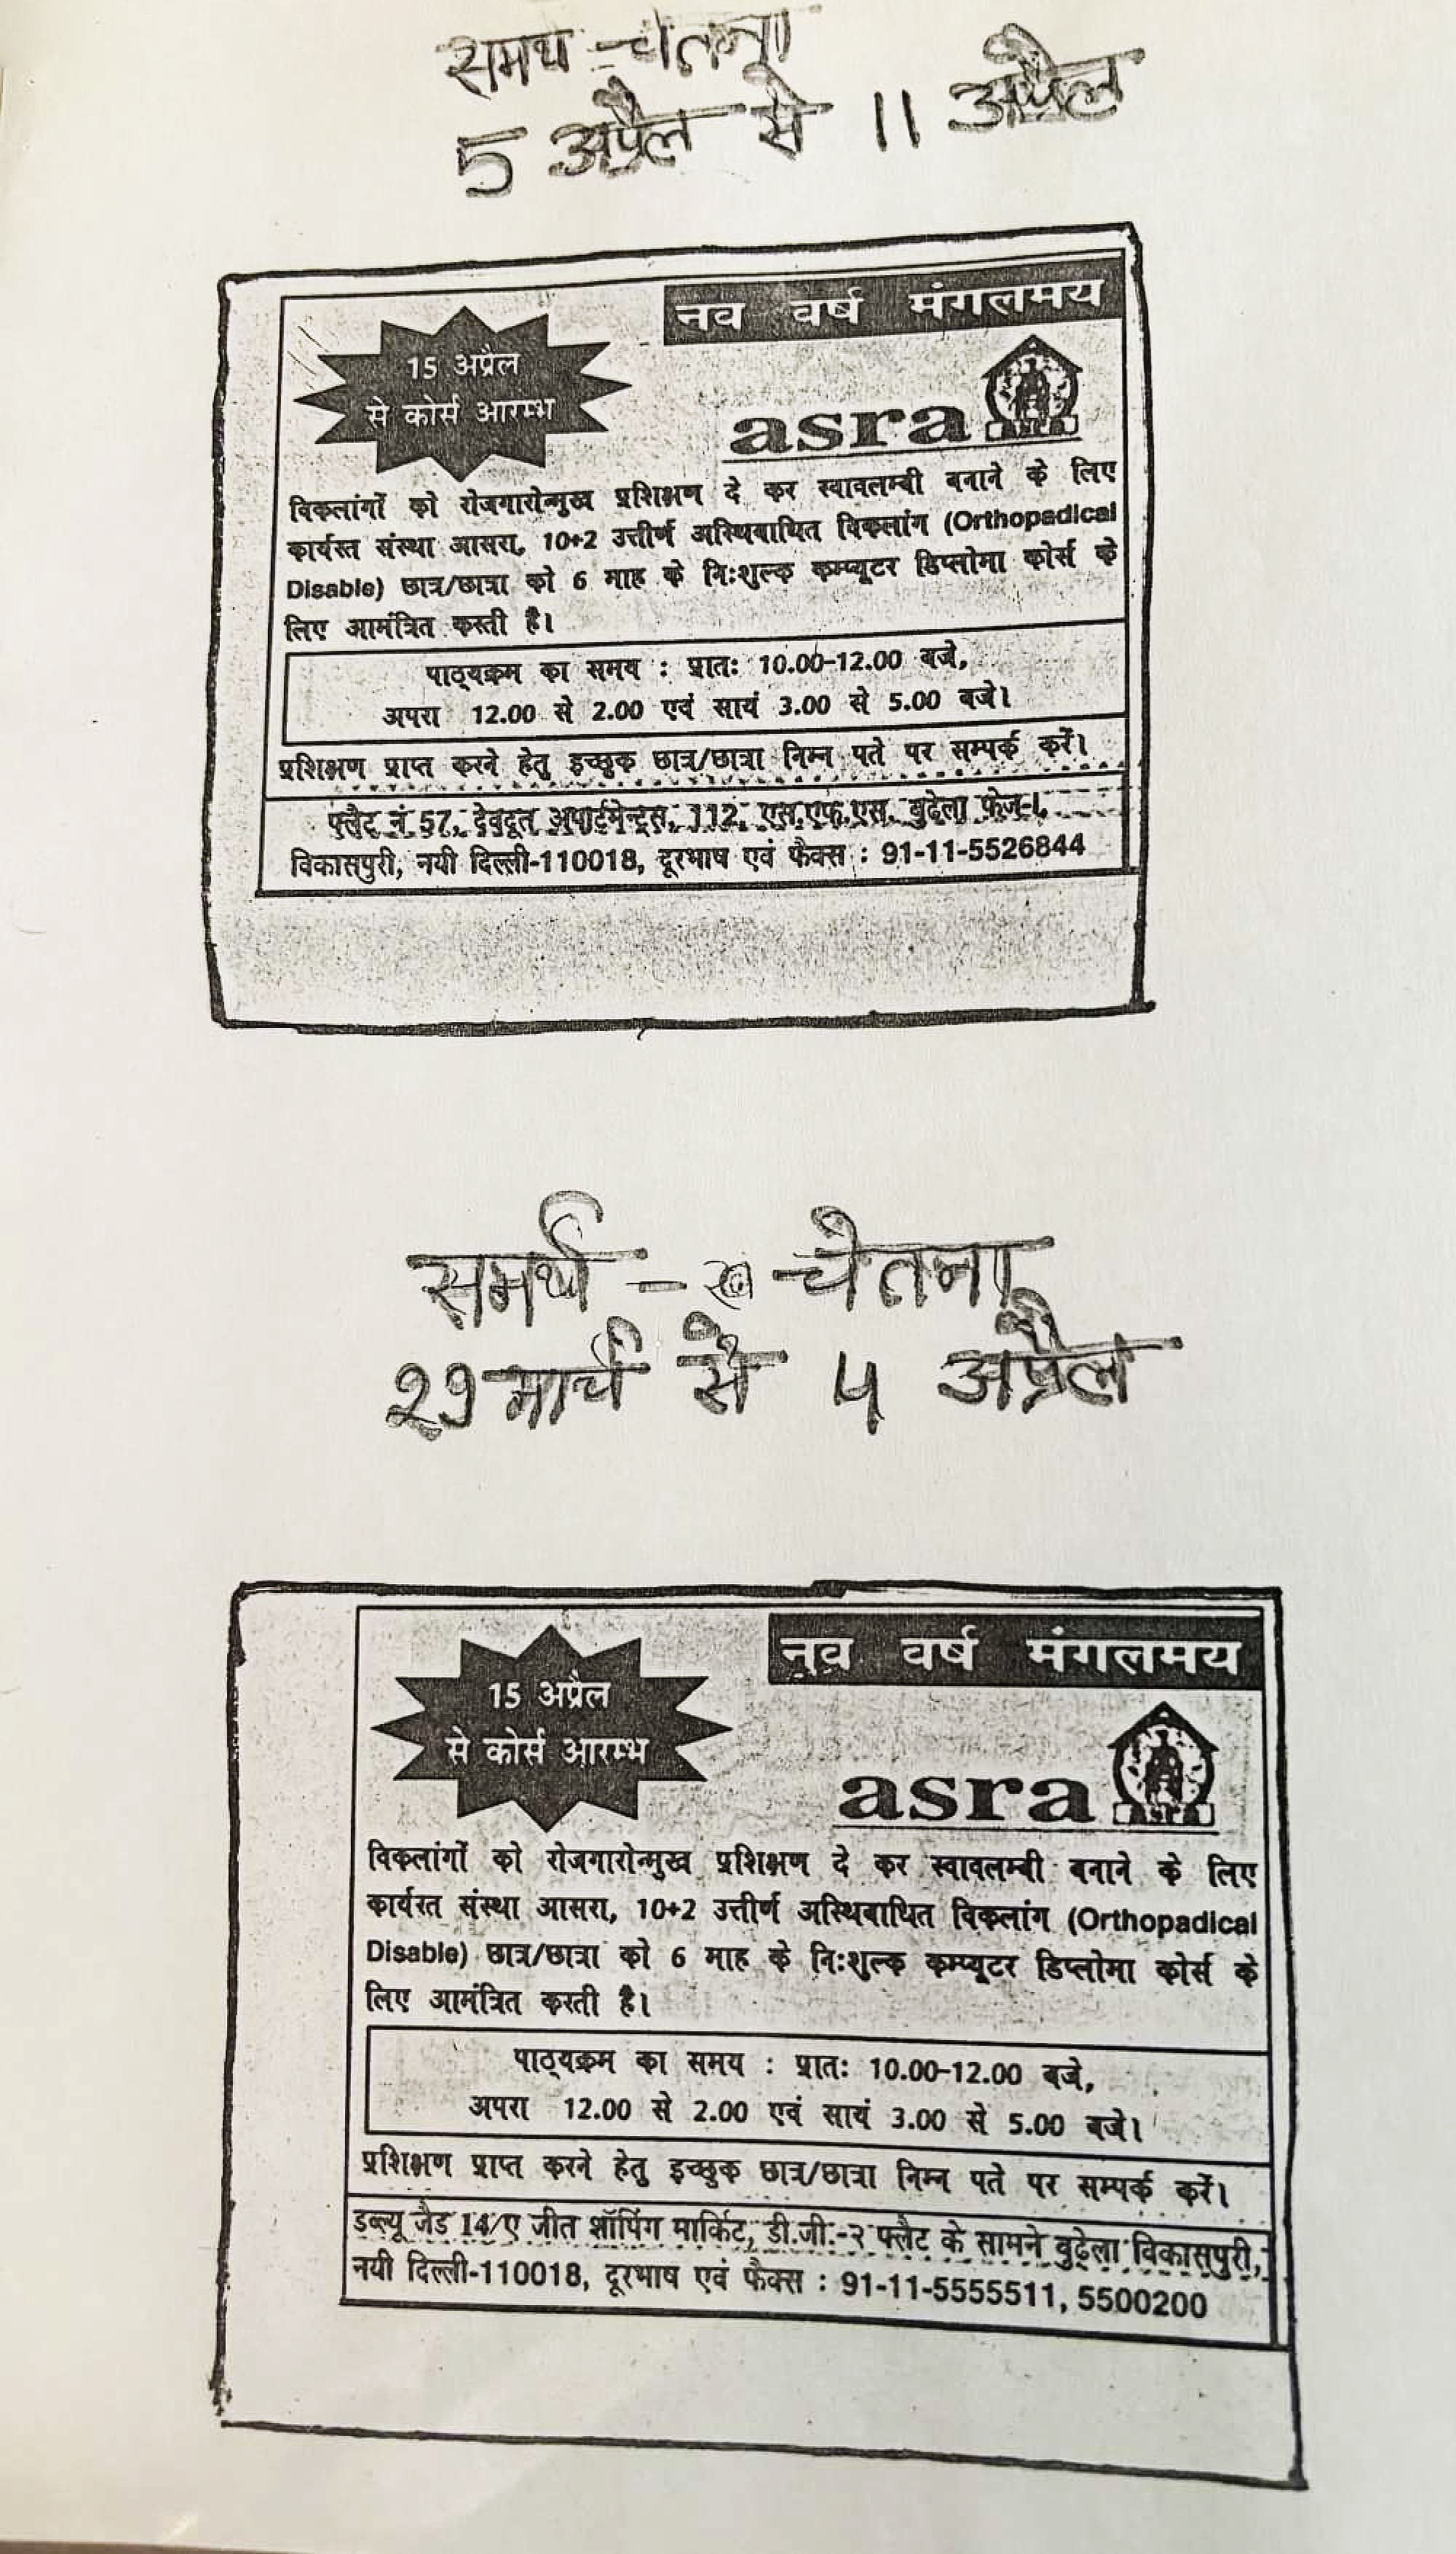 समय चेतना
5 अप्रैल से 11 अप्रैल
नव वर्ष मंगलमय
15 अप्रैल
से कोर्स आरम्भ
asra
विकलांगों को रोजगारोन्मुख प्रशिक्षण दे कर स्वावलम्बी बनाने के लिए
कार्यरत संस्था आसरा, 10+2 उत्तीर्ण अस्थिबाधित विकलांग (Orthopadical
Disable) छात्र/छात्रा को 6 माह के निःशुल्क कम्प्यूटर डिप्लोमा कोर्स के
लिए आमंत्रित करती है।
पाठ्यक्रम का समय : प्रातः 10.00-12.00 बजे,
अपरा 12.00 से 2.00 एवं सायं 3.00 से 5.00 बजे।
प्रशिक्षण प्राप्त करने हेतु इच्छुक छात्र/छात्रा निम्न पते पर सम्पर्क करें।
फ्लैट नं 57, देवदूत अपार्टमेन्ट्स, 112, एस.एफ.एस. बुढेला फेज-I,
विकासपुरी, नयी दिल्ली-110018, दूरभाष एवं फैक्स : 91-11-5526844
समर्थ - चेतना
२९ मार्च से 4 अप्रैल
नव वर्ष मंगलमय
15 अप्रैल
से कोर्स आरम्भ
asra
विकलांगों को रोजगारोन्मुख प्रशिक्षण दे कर स्वावलम्बी बनाने के लिए
कार्यरत संस्था आसरा, 10+2 उत्तीर्ण अस्थिबाधित विकलांग (Orthopadical
Disable) छात्र/छात्रा को 6 माह के निःशुल्क कम्प्यूटर डिप्लोमा कोर्स के
लिए आमंत्रित करती है।
पाठ्यक्रम का समय : प्रातः 10.00-12.00 बजे,
अपरा 12.00 से 2.00 एवं सायं 3.00 से 5.00 बजे।
प्रशिक्षण प्राप्त करने हेतु इच्छुक छात्र/छात्रा निम्न पते पर सम्पर्क करें।
डब्ल्यू जैड 14/ए जीत शॉपिंग मार्किट, डी.जी.-२ फ्लैट के सामने बुढ़ेला विकासपुरी,
नयी दिल्ली-110018, दूरभाष एवं फैक्स : 91-11-5555511, 5500200